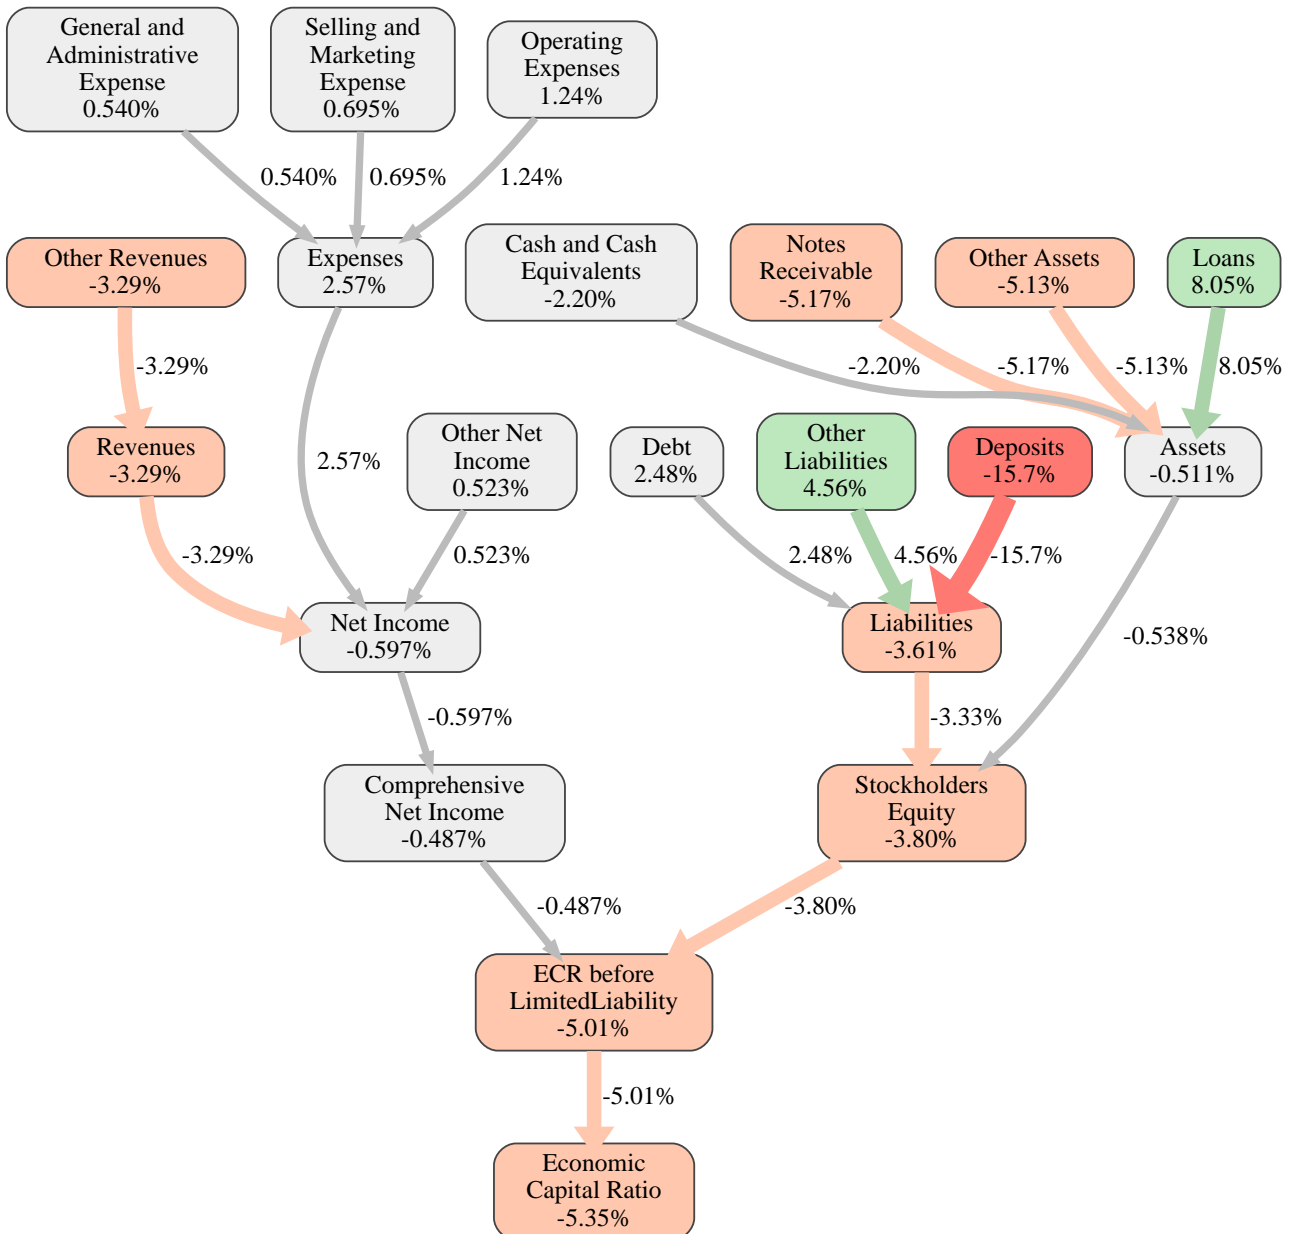 General and
Administrative
Expense
0.540%
Selling and
Marketing
Expense
0.695%
Operating
Expenses
1.24%
0.540%
0.695%
1.24%
Other Revenues
-3.29%
Expenses
2.57%
Cash and Cash
Equivalents
-2.20%
Notes
Receivable
-5.17%
Other Assets
-5.13%
Loans
8.05%
-3.29%
-2.20%
-5.17%
-5.13%
8.05%
Revenues
-3.29%
2.57%
Other Net
Income
0.523%
Debt
2.48%
Other
Liabilities
4.56%
Deposits
-15.7%
Assets
-0.511%
-3.29%
0.523%
2.48%
4.56%
-15.7%
Net Income
-0.597%
Liabilities
-3.61%
-0.538%
-0.597%
-3.33%
Comprehensive
Net Income
-0.487%
Stockholders
Equity
-3.80%
-0.487%
-3.80%
ECR before
LimitedLiability
-5.01%
-5.01%
Economic
Capital Ratio
-5.35%